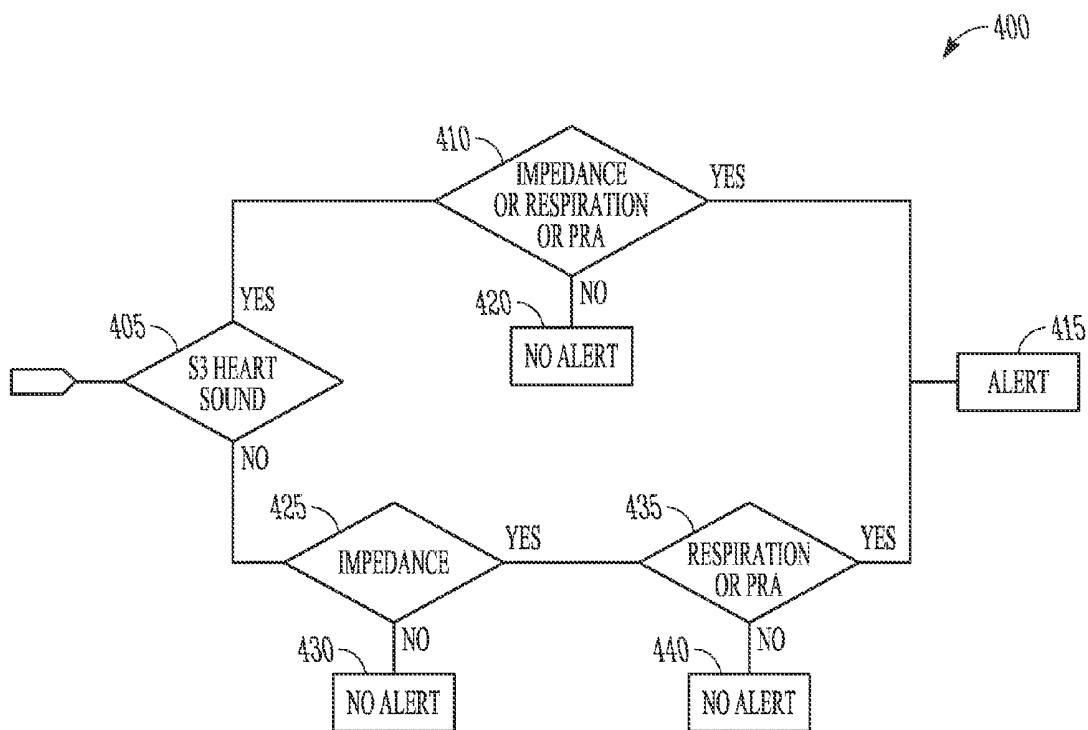 400
410
IMPEDANCE
OR RESPIRATION
OR PRA
YES
NO
420
NO ALERT
YES
405
S3 HEART
SOUND
NO
415
ALERT
425
IMPEDANCE
YES
435
RESPIRATION
OR PRA
YES
NO
430
NO ALERT
NO
440
NO ALERT